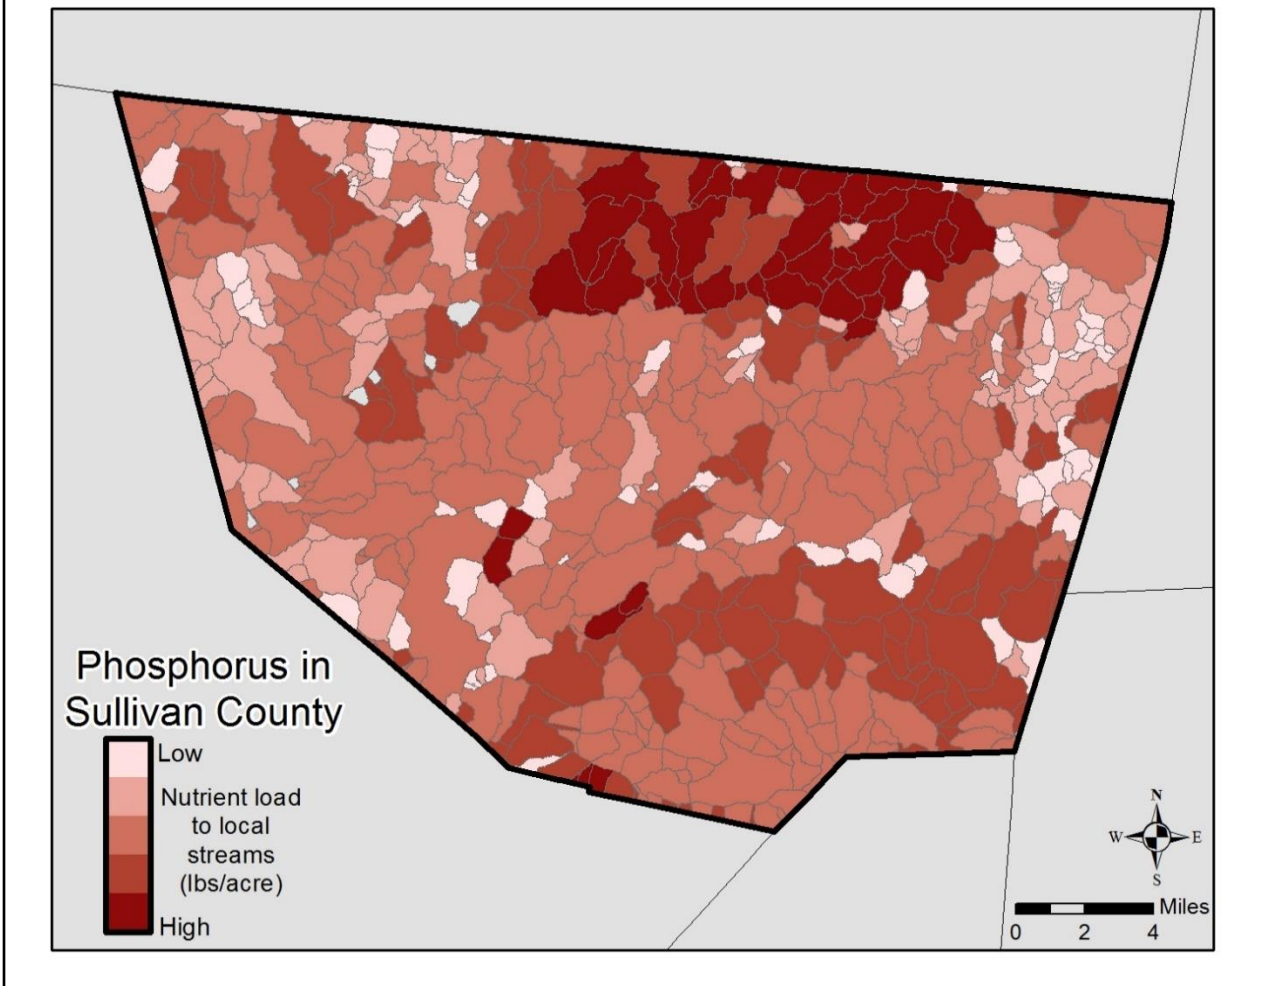 Phosphorus in
Sullivan County
Low
Nutrient load
to local
streams
(lbs/acre)
High
N
W
E
S
Miles
0
2
4